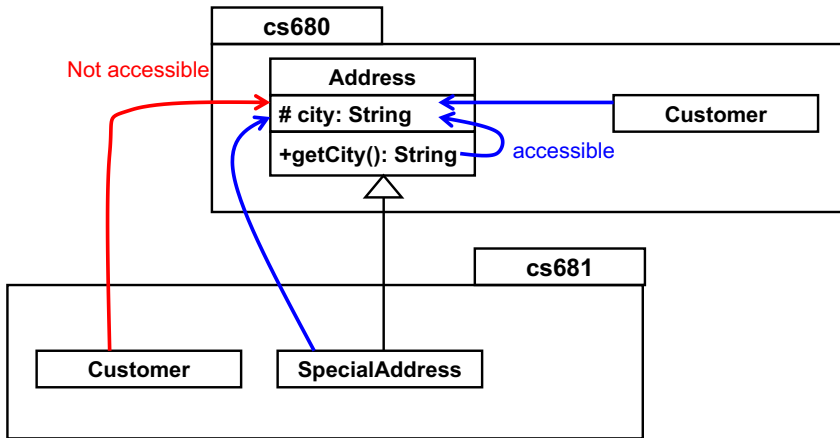 cs680
Not accessible
Address
# city: String
Customer
+getCity(): String
accessible
cs681
Customer
SpecialAddress